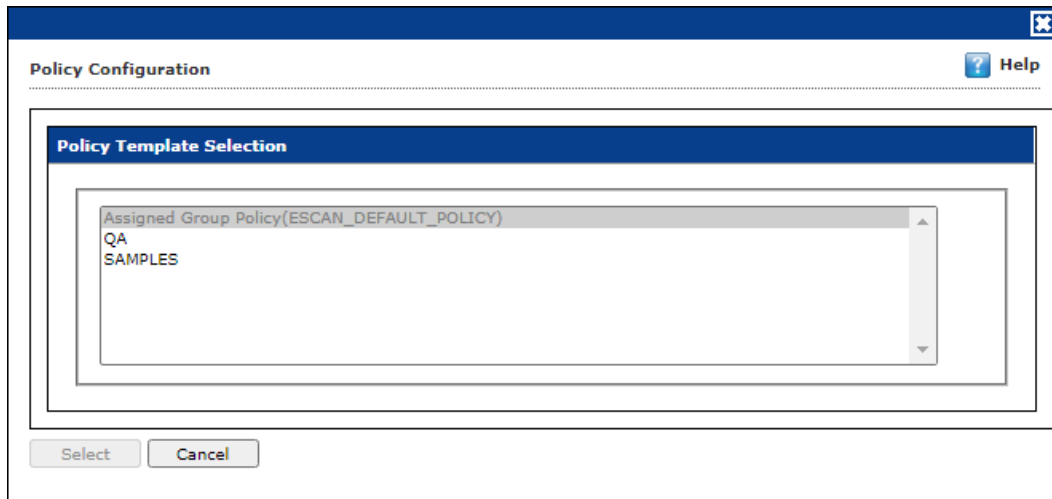 Policy Configuration
Help
Policy Template Selection
Assigned Group Policy(ESCAN_DEFAULT_POLICY)
QA
SAMPLES
Select
Cancel